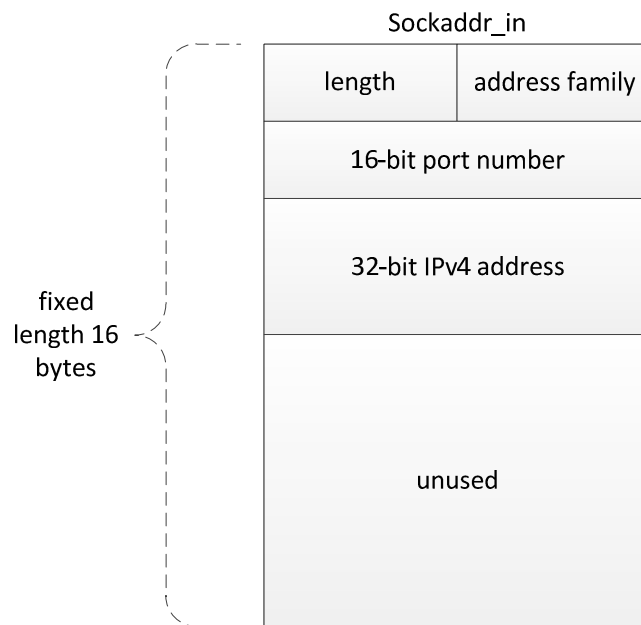 Sockaddr_in
length
address family
16-bit port number
32-bit IPv4 address
fixed
length 16
bytes
unused